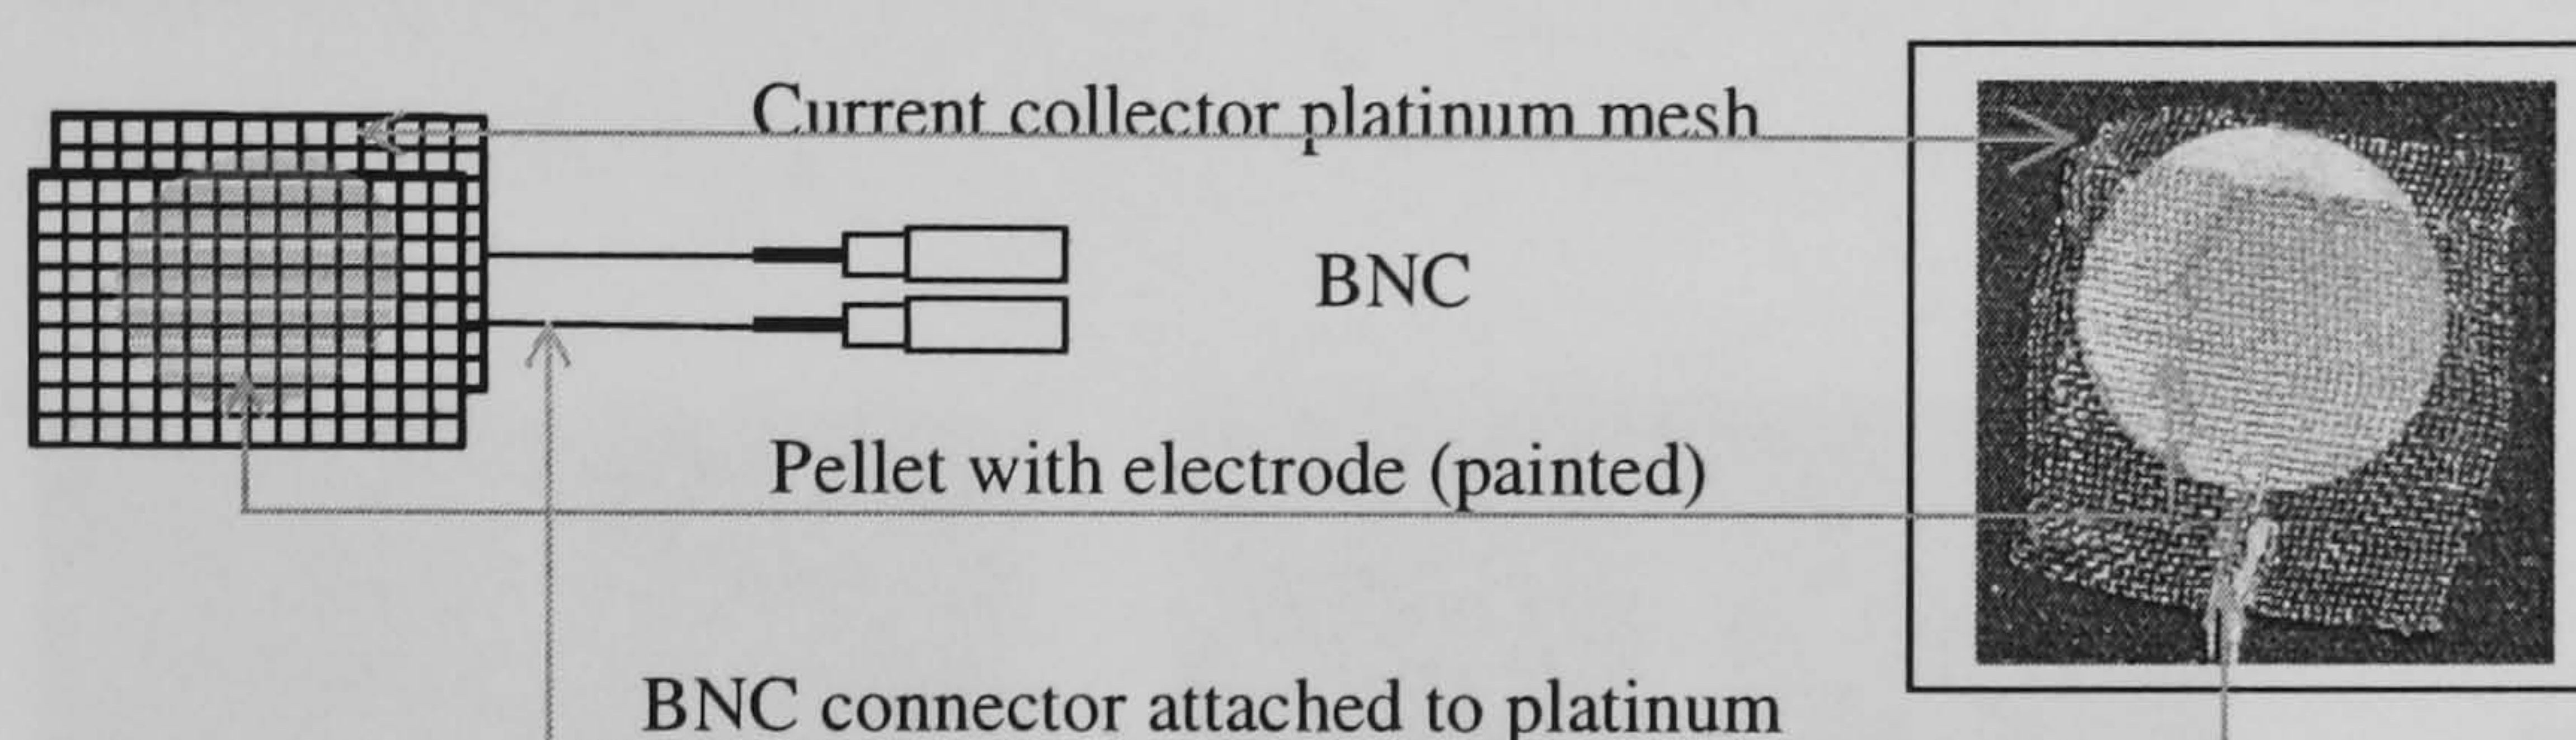 Current collector platinum mesh
BNC
Pellet with electrode (painted)
BNC connector attached to platinum